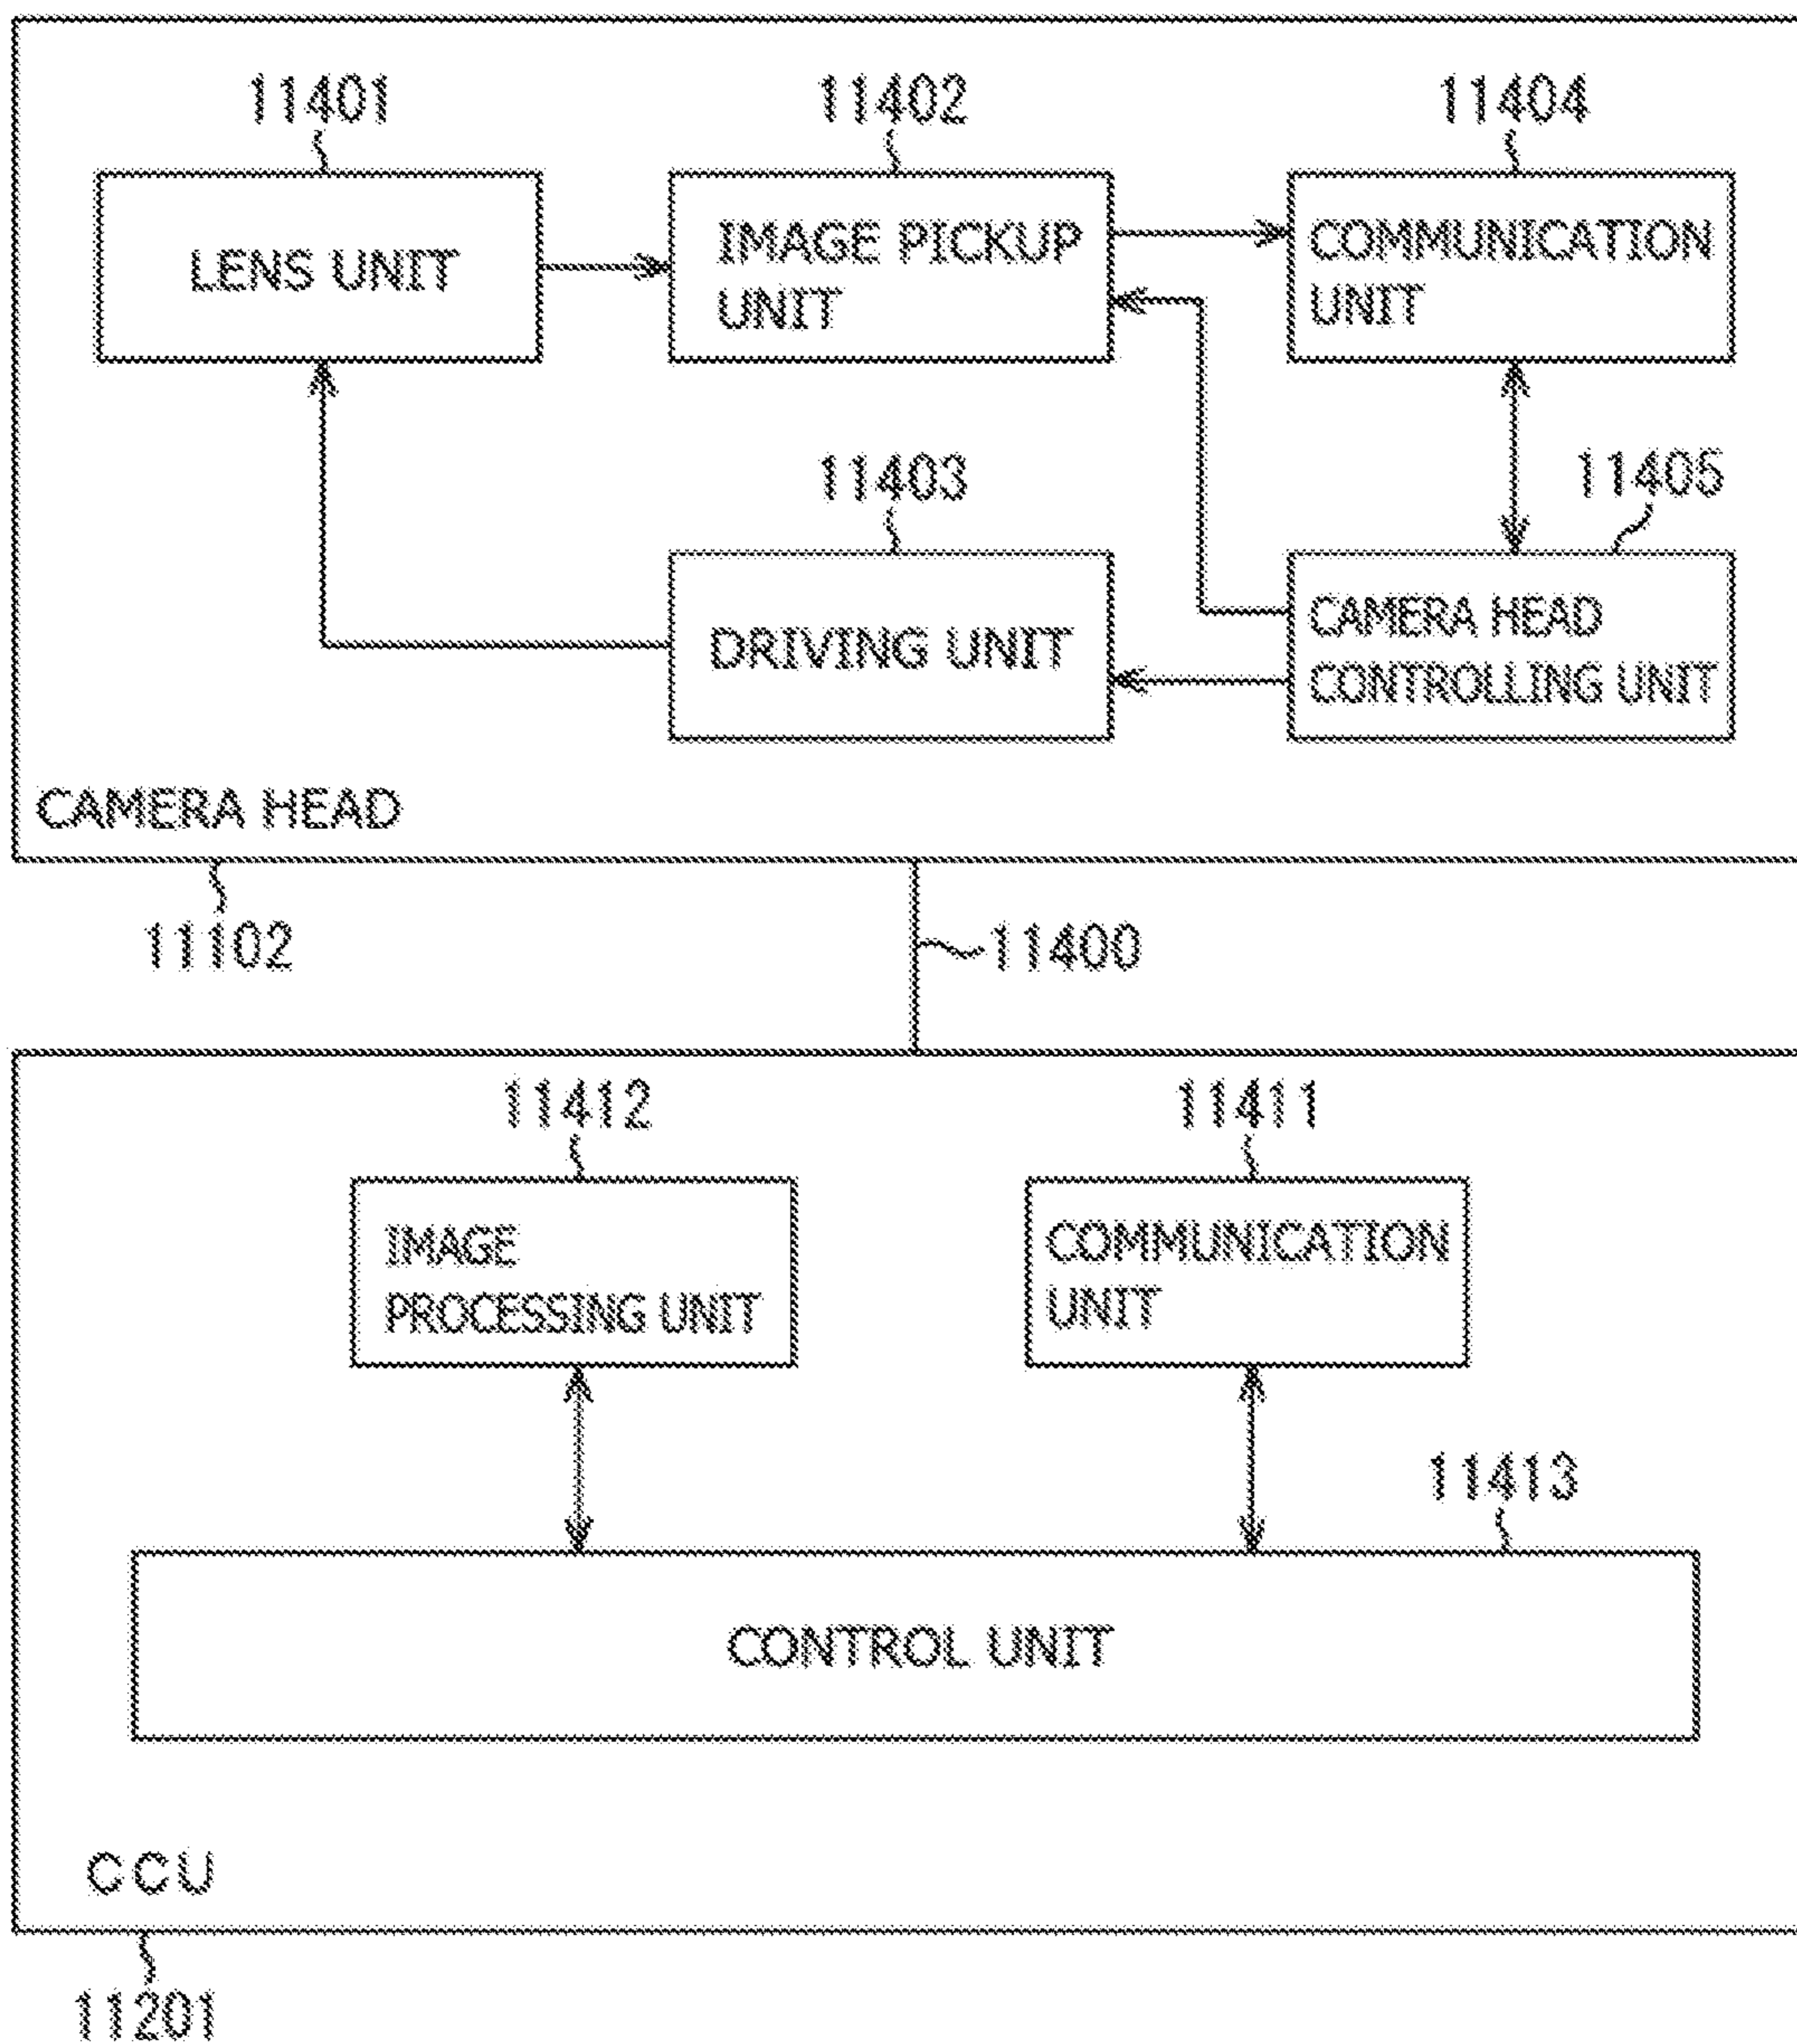 11401
11402
11404
LENS UNIT
IMAGE PICKUP
UNIT
COMMUNICATION
UNIT
11403
11405
DRIVING UNIT
CAMERA HEAD
CONTROLLING UNIT
CAMERA HEAD
11102
11400
11412
11411
IMAGE
PROCESSING UNIT
COMMUNICATION
UNIT
11413
CONTROL UNIT
CCU
11201